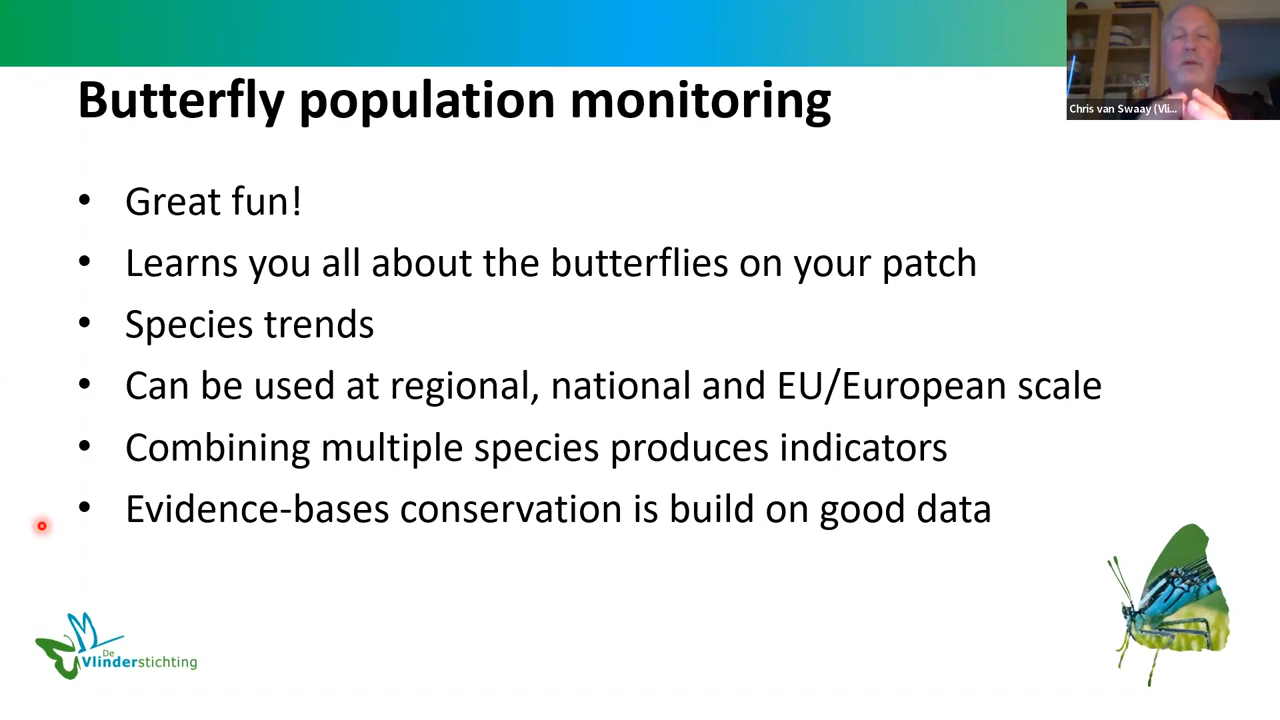 Butterfly population monitoring
Chris van Swaay (Vli...
• Great fun!
• Learns you all about the butterflies on your patch
• Species trends
• Can be used at regional, national and EU/European scale
• Combining multiple species produces indicators
• Evidence-bases conservation is build on good data
De
Vlinderstichting